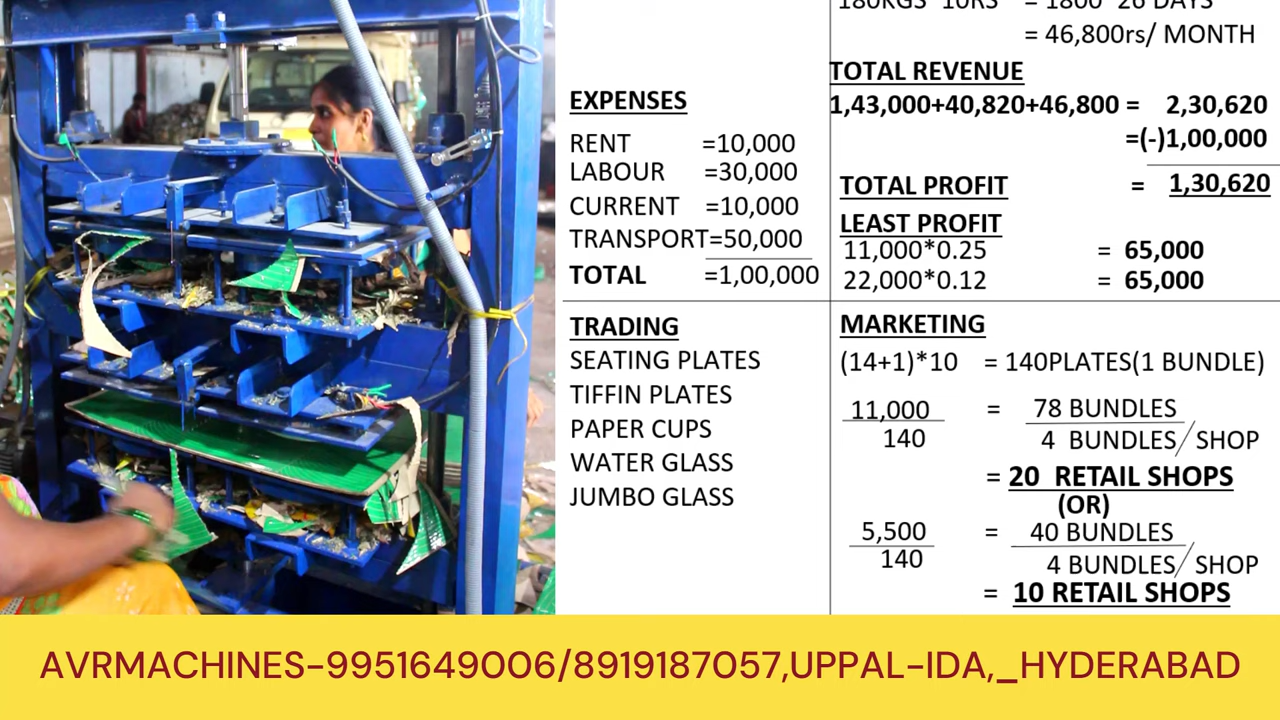 EXPENSES
RENT =10,000
LABOUR =30,000
CURRENT =10,000
TRANSPORT=50,000
TOTAL =1,00,000
TRADING
SEATING PLATES
TIFFIN PLATES
PAPER CUPS
WATER GLASS
JUMBO GLASS
180KGS*10RS = 1800*26 DAYS
= 46,800rs/ MONTH
TOTAL REVENUE
1,43,000+40,820+46,800 = 2,30,620
=(-)1,00,000
TOTAL PROFIT = 1,30,620
LEAST PROFIT
11,000*0.25 = 65,000
22,000*0.12 = 65,000
MARKETING
(14+1)*10 = 140PLATES(1 BUNDLE)
11,000 = 78 BUNDLES
140 4 BUNDLES/SHOP
= 20 RETAIL SHOPS
(OR)
5,500 = 40 BUNDLES
140 4 BUNDLES/SHOP
= 10 RETAIL SHOPS
AVRMACHINES-9951649006/8919187057,UPPAL-IDA,_HYDERABAD